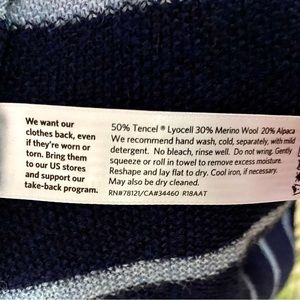 We want our
clothes back, even
if they're worn or
torn. Bring them
to our US stores
and support our
take-back program.
50% Tencel ® Lyocell 30% Merino Wool 20% Alpaca
We recommend hand wash, cold, separately, with mild
detergent. No bleach, rinse well. Do not wring. Gently
squeeze or roll in towel to remove excess moisture.
Reshape and lay flat to dry. Cool iron, if necessary.
May also be dry cleaned.
RN#78121/CA#34460 R18AAT